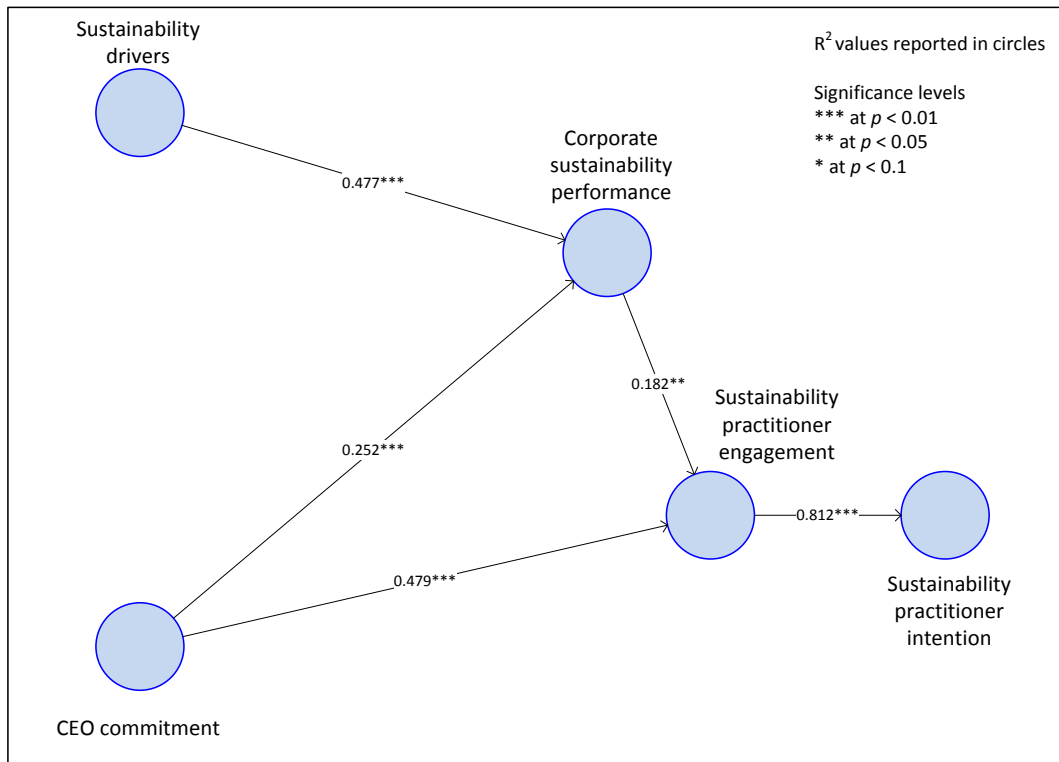 Sustainability
drivers
R² values reported in circles
Significance levels
*** at p < 0.01
** at p < 0.05
* at p < 0.1
Corporate
sustainability
performance
0.477***
0.182**
Sustainability
practitioner
engagement
0.252***
0.812***
0.479***
Sustainability
practitioner
intention
CEO commitment